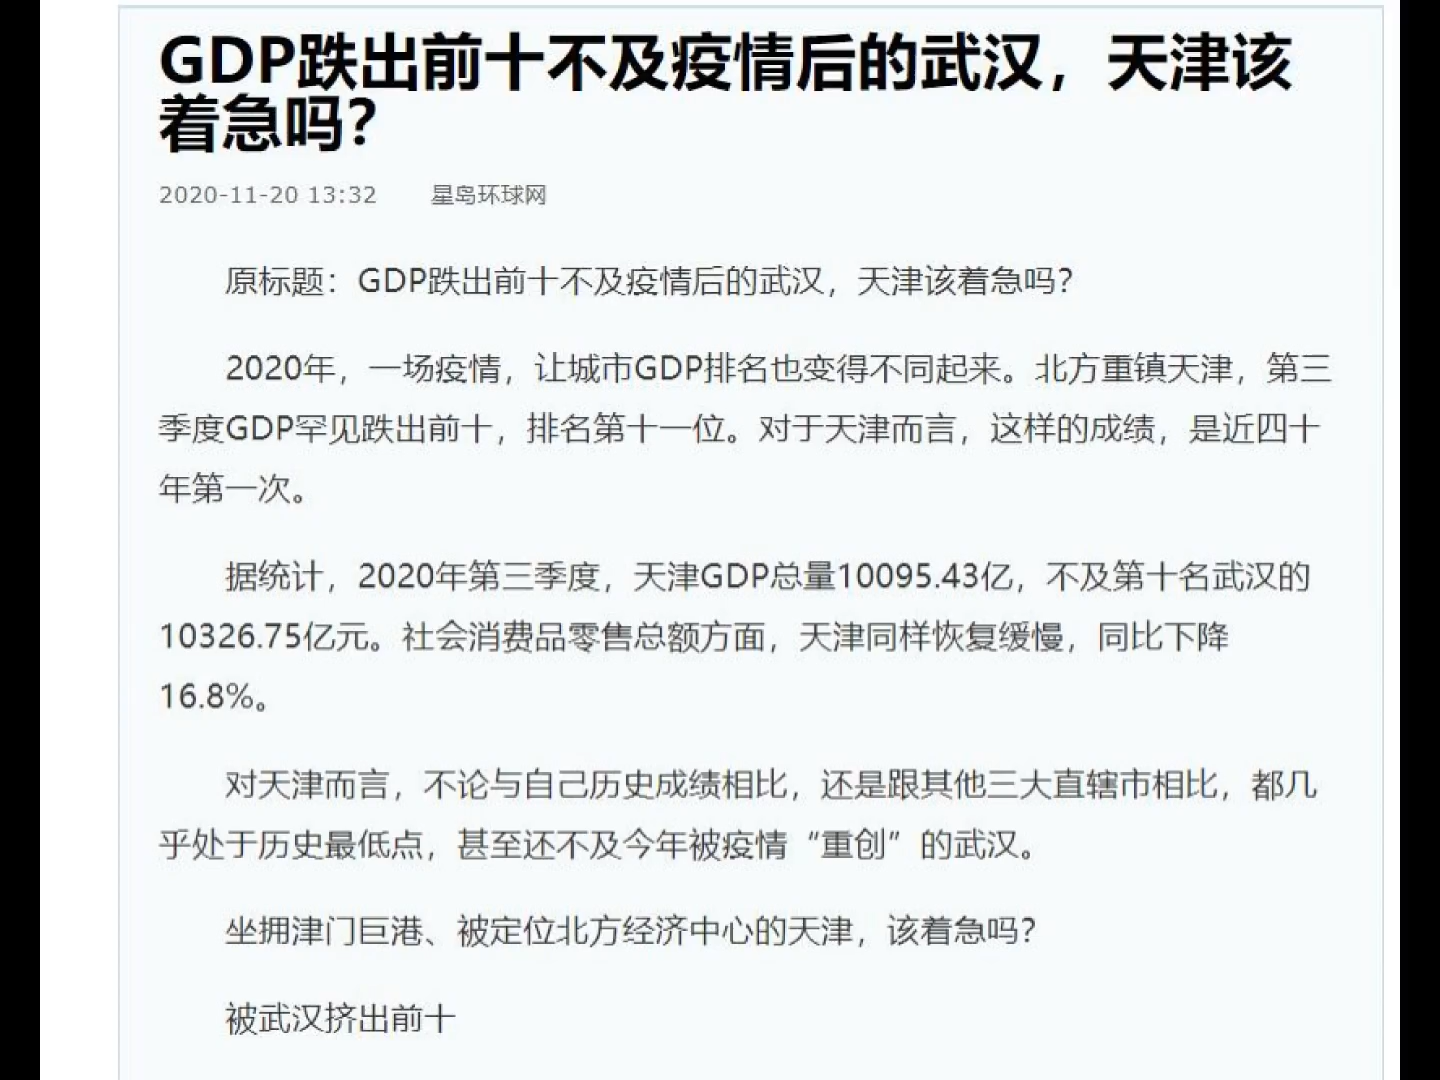 GDP跌出前十不及疫情后的武汉，天津该
着急吗？
2020-11-20 13:32 星岛环球网
原标题：GDP跌出前十不及疫情后的武汉，天津该着急吗？
2020年，一场疫情，让城市GDP排名也变得不同起来。北方重镇天津，第三
季度GDP罕见跌出前十，排名第十一位。对于天津而言，这样的成绩，是近四十
年第一次。
据统计，2020年第三季度，天津GDP总量10095.43亿，不及第十名武汉的
10326.75亿元。社会消费品零售总额方面，天津同样恢复缓慢，同比下降
16.8%。
对天津而言，不论与自己历史成绩相比，还是跟其他三大直辖市相比，都几
乎处于历史最低点，甚至还不及今年被疫情“重创”的武汉。
坐拥津门巨港、被定位北方经济中心的天津，该着急吗？
被武汉挤出前十